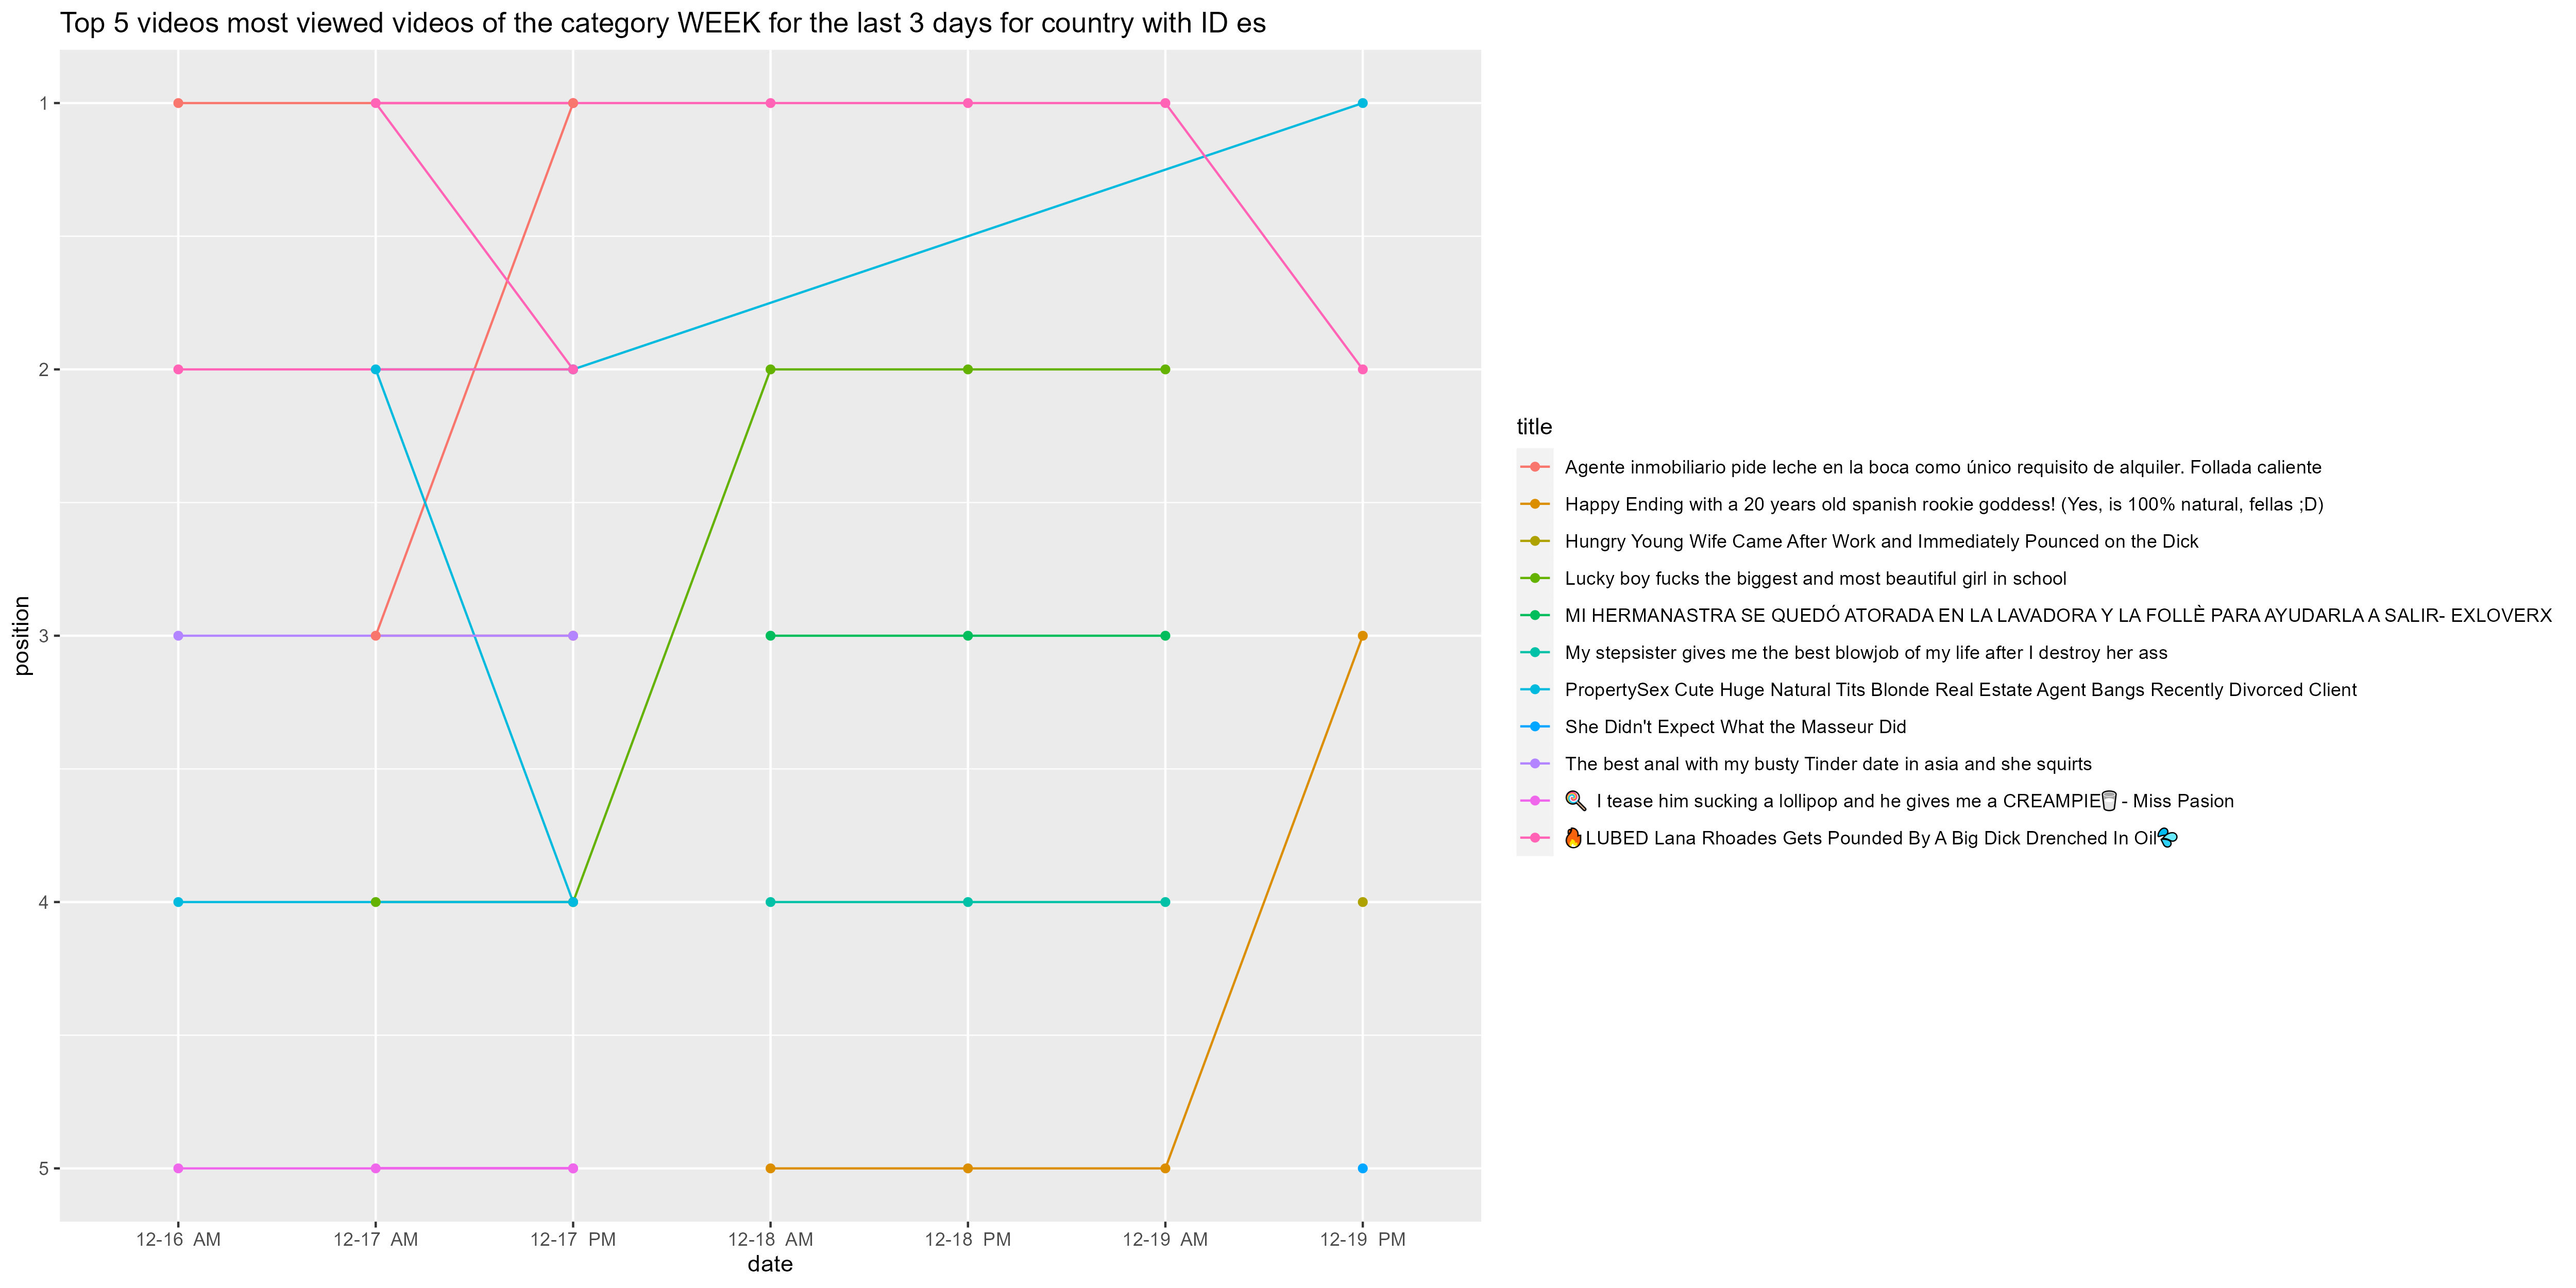 Top 5 videos most viewed videos of the category WEEK for the last 3 days for country with ID es
position
1
2
3
4
5
12-16 AM
12-17 AM
12-17 PM
12-18 AM
12-18 PM
12-19 AM
12-19 PM
date
title
Agente inmobiliario pide leche en la boca como único requisito de alquiler. Follada caliente
Happy Ending with a 20 years old spanish rookie goddess! (Yes, is 100% natural, fellas ;D)
Hungry Young Wife Came After Work and Immediately Pounced on the Dick
Lucky boy fucks the biggest and most beautiful girl in school
MI HERMANASTRA SE QUEDÓ ATORADA EN LA LAVADORA Y LA FOLLÈ PARA AYUDARLA A SALIR- EXLOVERX
My stepsister gives me the best blowjob of my life after I destroy her ass
PropertySex Cute Huge Natural Tits Blonde Real Estate Agent Bangs Recently Divorced Client
She Didn't Expect What the Masseur Did
The best anal with my busty Tinder date in asia and she squirts
🍭 I tease him sucking a lollipop and he gives me a CREAMPIE🥛- Miss Pasion
🔥LUBED Lana Rhoades Gets Pounded By A Big Dick Drenched In Oil💦